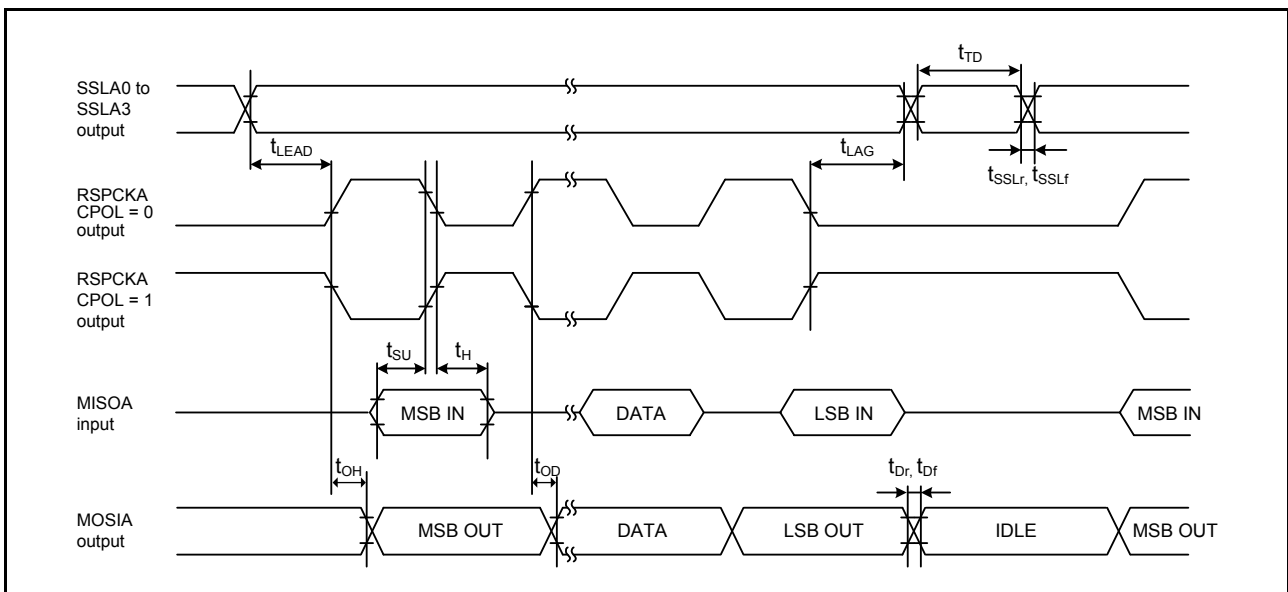 SSLA0 to
SSLA3
output
tTD
tLEAD
tLAG
tSSLr, tSSLf
RSPCKA
CPOL = 0
output
RSPCKA
CPOL = 1
output
tSU
tH
MISOA
input
MSB IN
DATA
LSB IN
MSB IN
tOH
tOD
tDr, tDf
MOSIA
output
MSB OUT
DATA
LSB OUT
IDLE
MSB OUT